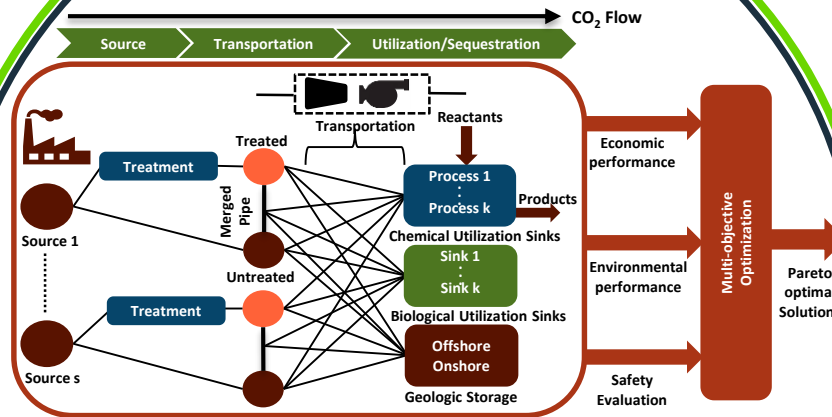 CO2 Flow
Source
Transportation
Utilization/Sequestration
Transportation
Reactants
Treated
Treatment
Merged
Pipe
Process 1
Process k
Products
Chemical Utilization Sinks
Source 1
Untreated
Sink 1
Sink k
Biological Utilization Sinks
Treatment
Offshore
Onshore
Geologic Storage
Source s
Economic
performance
Environmental
performance
Safety
Evaluation
Multi-objective
Optimization
Pareto
optima
Solution